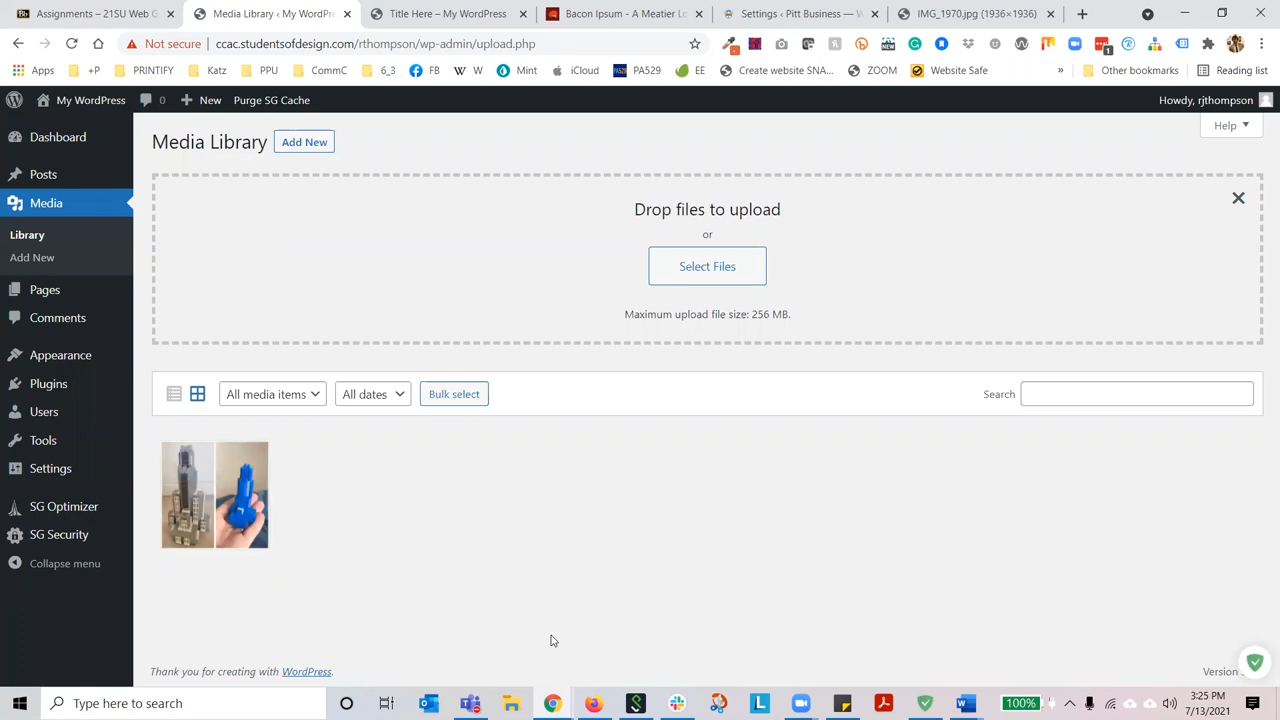 Assignments – 21SU Web G
Media Library ‹ My WordPre
Title Here – My WordPress
Bacon Ipsum - A Meatier Lo
Settings ‹ Pitt Business — W
IMG_1970.jpg (1936×1936)
Not secure | ccac.studentsofdesign.com/rthompson/wp-admin/upload.php
Apps +P PRINTIFY Katz PPU CommC 6_3 FB W Mint iCloud PA529 EE Create website SNA... ZOOM Website Safe » Other bookmarks Reading list
My WordPress 0 New Purge SG Cache Howdy, rjthompson
Dashboard
Posts
Media
Library
Add New
Pages
Comments
Appearance
Plugins
Users
Tools
Settings
SG Optimizer
SG Security
Collapse menu
Media Library Add New
Help
Drop files to upload
or
Select Files
Maximum upload file size: 256 MB.
All media items All dates Bulk select Search
Thank you for creating with WordPress.
Version
Type here to search
100%
3:25 PM
7/13/2021